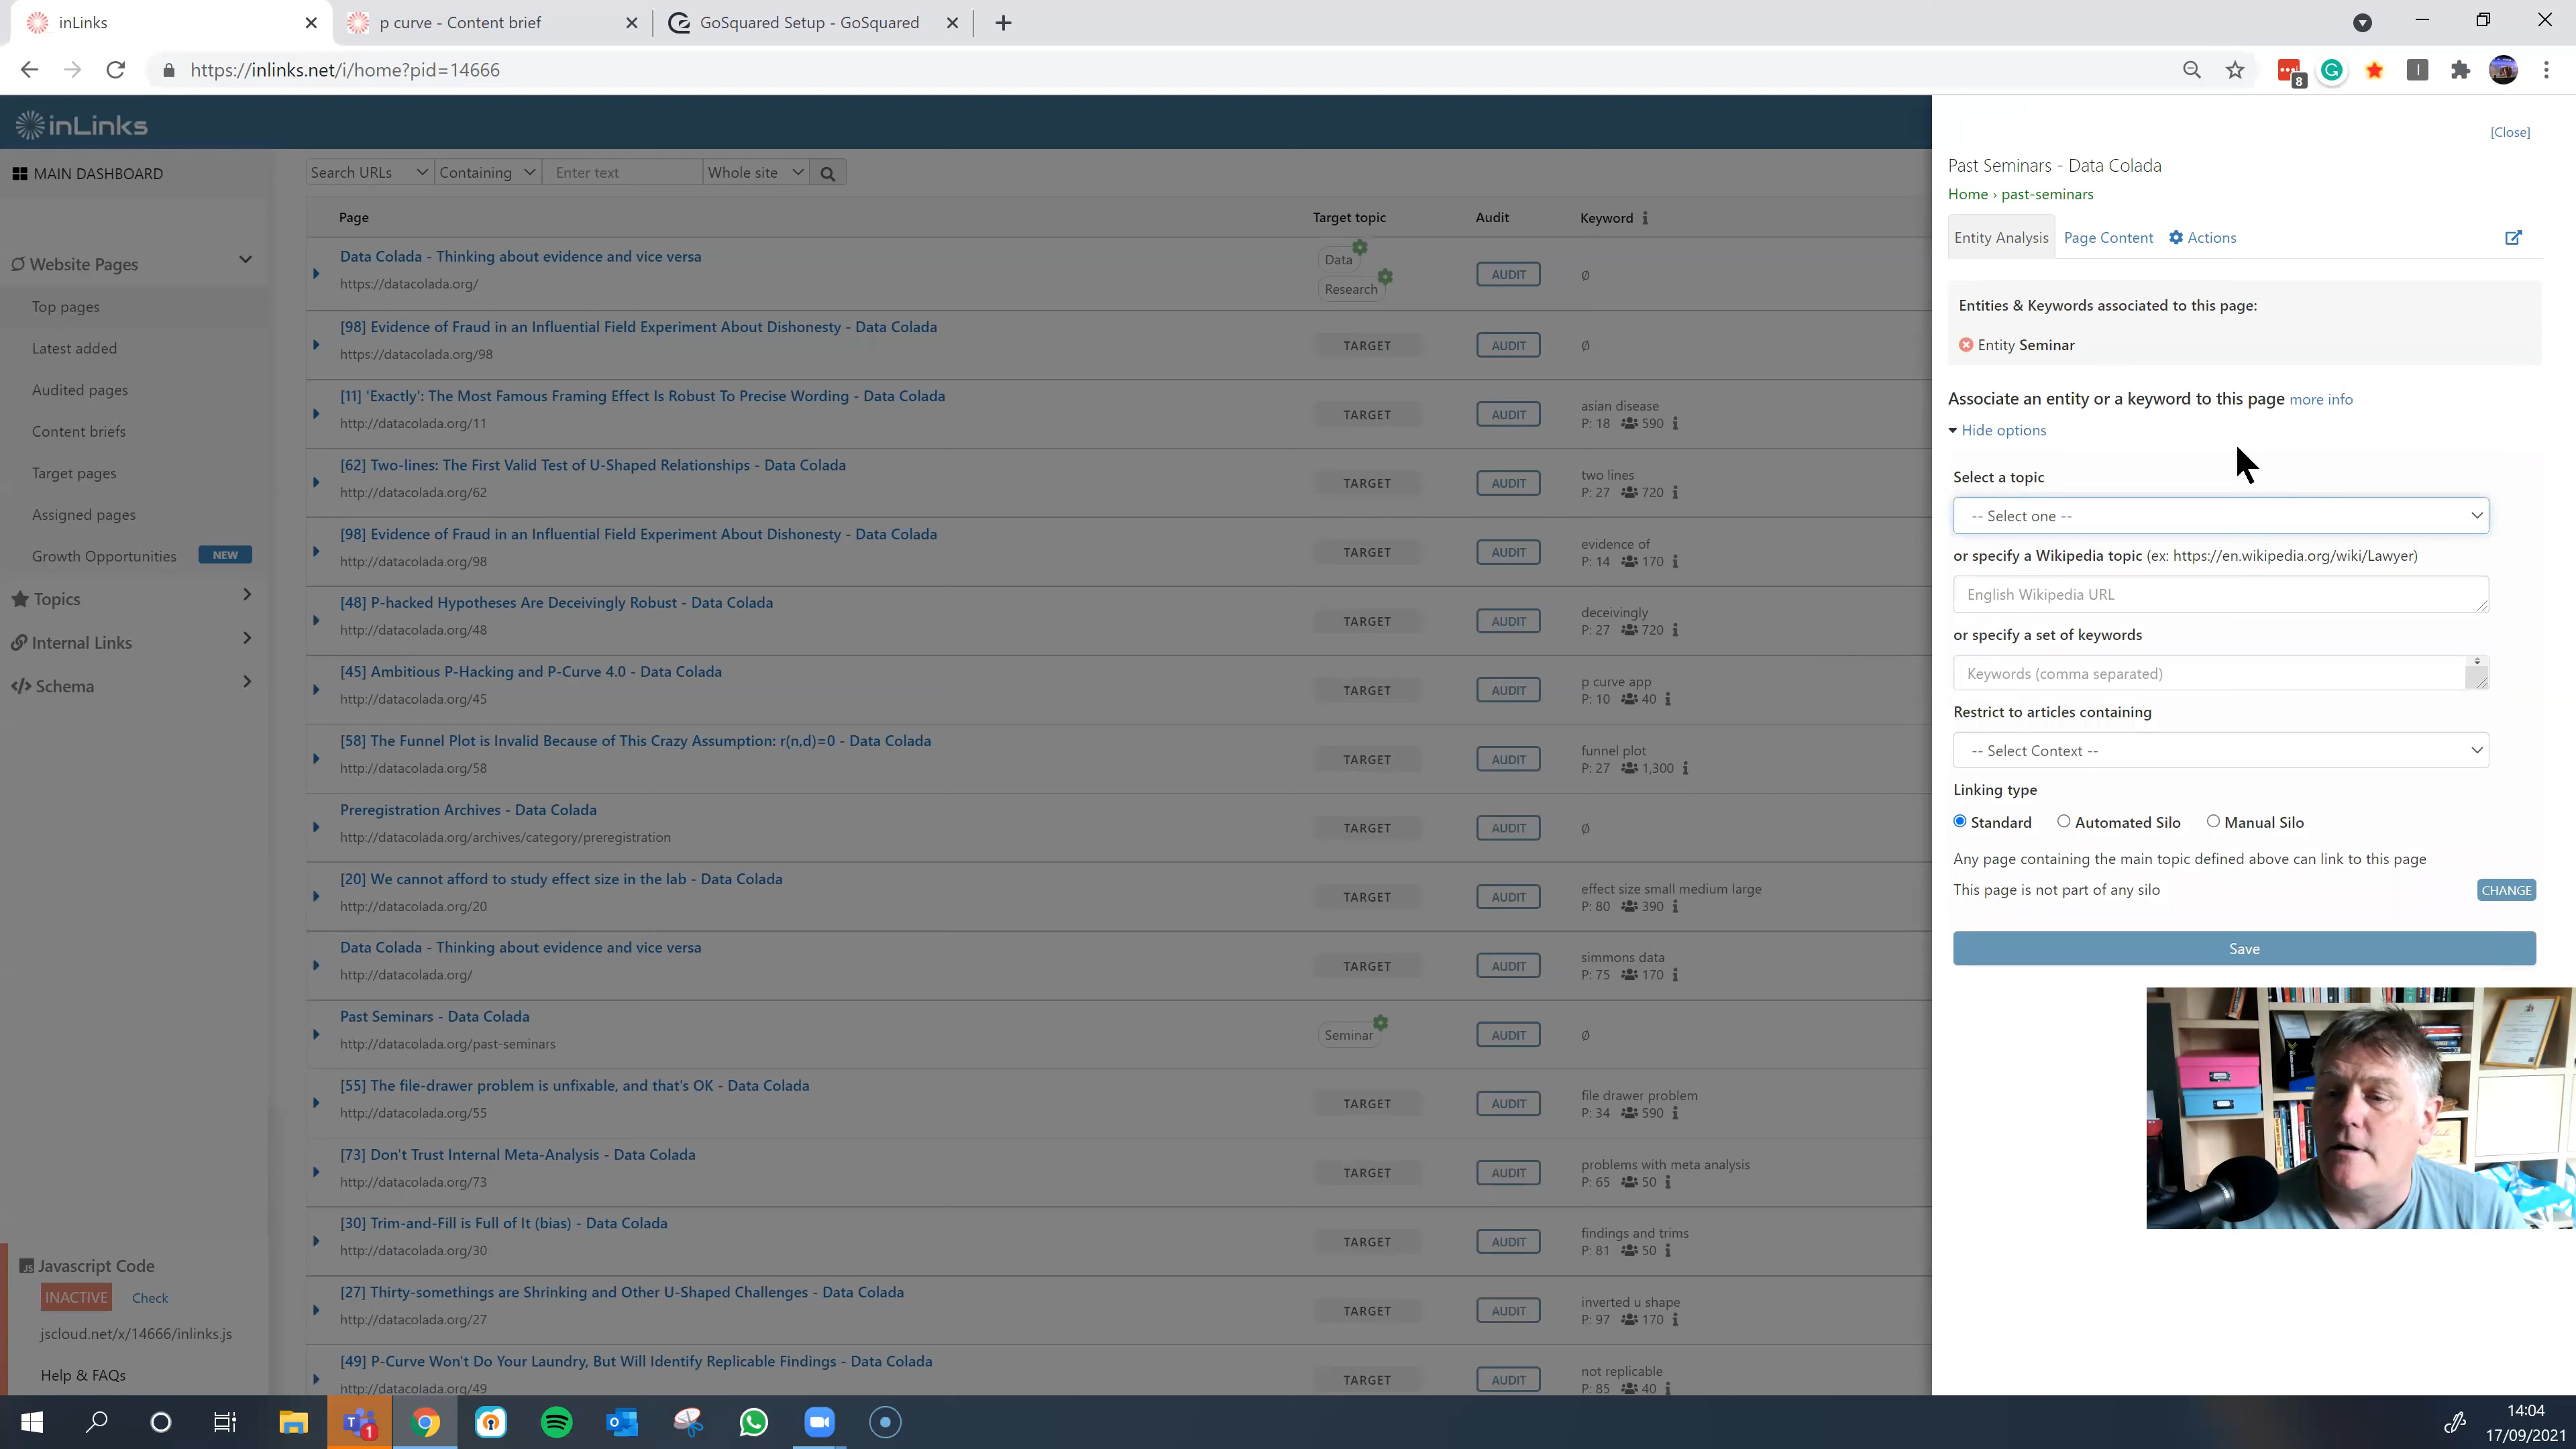 inLinks
p curve - Content brief
GoSquared Setup - GoSquared
https://inlinks.net/i/home?pid=14666
8
inLinks
MAIN DASHBOARD
Website Pages
Top pages
Latest added
Audited pages
Content briefs
Target pages
Assigned pages
Growth Opportunities NEW
Topics
Internal Links
Schema
JS Javascript Code
INACTIVE Check
jscloud.net/x/14666/inlinks.js
Help & FAQs
Search URLs Containing Enter text Whole site
Page Target topic Audit Keyword
Data Colada - Thinking about evidence and vice versa
https://datacolada.org/
Data
Research
AUDIT
Ø
[98] Evidence of Fraud in an Influential Field Experiment About Dishonesty - Data Colada
https://datacolada.org/98
TARGET AUDIT Ø
[11] 'Exactly': The Most Famous Framing Effect Is Robust To Precise Wording - Data Colada
http://datacolada.org/11
TARGET AUDIT
asian disease
P: 18 590
[62] Two-lines: The First Valid Test of U-Shaped Relationships - Data Colada
http://datacolada.org/62
TARGET AUDIT
two lines
P: 27 720
[98] Evidence of Fraud in an Influential Field Experiment About Dishonesty - Data Colada
http://datacolada.org/98
TARGET AUDIT
evidence of
P: 14 170
[48] P-hacked Hypotheses Are Deceivingly Robust - Data Colada
http://datacolada.org/48
TARGET AUDIT
deceivingly
P: 27 720
[45] Ambitious P-Hacking and P-Curve 4.0 - Data Colada
http://datacolada.org/45
TARGET AUDIT
p curve app
P: 10 40
[58] The Funnel Plot is Invalid Because of This Crazy Assumption: r(n,d)=0 - Data Colada
http://datacolada.org/58
TARGET AUDIT
funnel plot
P: 27 1,300
Preregistration Archives - Data Colada
http://datacolada.org/archives/category/preregistration
TARGET AUDIT Ø
[20] We cannot afford to study effect size in the lab - Data Colada
http://datacolada.org/20
TARGET AUDIT
effect size small medium large
P: 80 390
Data Colada - Thinking about evidence and vice versa
http://datacolada.org/
TARGET AUDIT
simmons data
P: 75 170
Past Seminars - Data Colada
http://datacolada.org/past-seminars
Seminar AUDIT Ø
[55] The file-drawer problem is unfixable, and that's OK - Data Colada
http://datacolada.org/55
TARGET AUDIT
file drawer problem
P: 34 590
[73] Don't Trust Internal Meta-Analysis - Data Colada
http://datacolada.org/73
TARGET AUDIT
problems with meta analysis
P: 65 50
[30] Trim-and-Fill is Full of It (bias) - Data Colada
http://datacolada.org/30
TARGET AUDIT
findings and trims
P: 81 50
[27] Thirty-somethings are Shrinking and Other U-Shaped Challenges - Data Colada
http://datacolada.org/27
TARGET AUDIT
inverted u shape
P: 97 170
[49] P-Curve Won't Do Your Laundry, But Will Identify Replicable Findings - Data Colada
http://datacolada.org/49
TARGET AUDIT
not replicable
P: 85 40
[Close]
Past Seminars - Data Colada
Home › past-seminars
Entity Analysis Page Content Actions
Entities & Keywords associated to this page:
Entity Seminar
Associate an entity or a keyword to this page more info
Hide options
Select a topic
-- Select one --
or specify a Wikipedia topic (ex: https://en.wikipedia.org/wiki/Lawyer)
English Wikipedia URL
or specify a set of keywords
Keywords (comma separated)
Restrict to articles containing
-- Select Context --
Linking type
Standard Automated Silo Manual Silo
Any page containing the main topic defined above can link to this page
This page is not part of any silo CHANGE
Save
1
14:04
17/09/2021